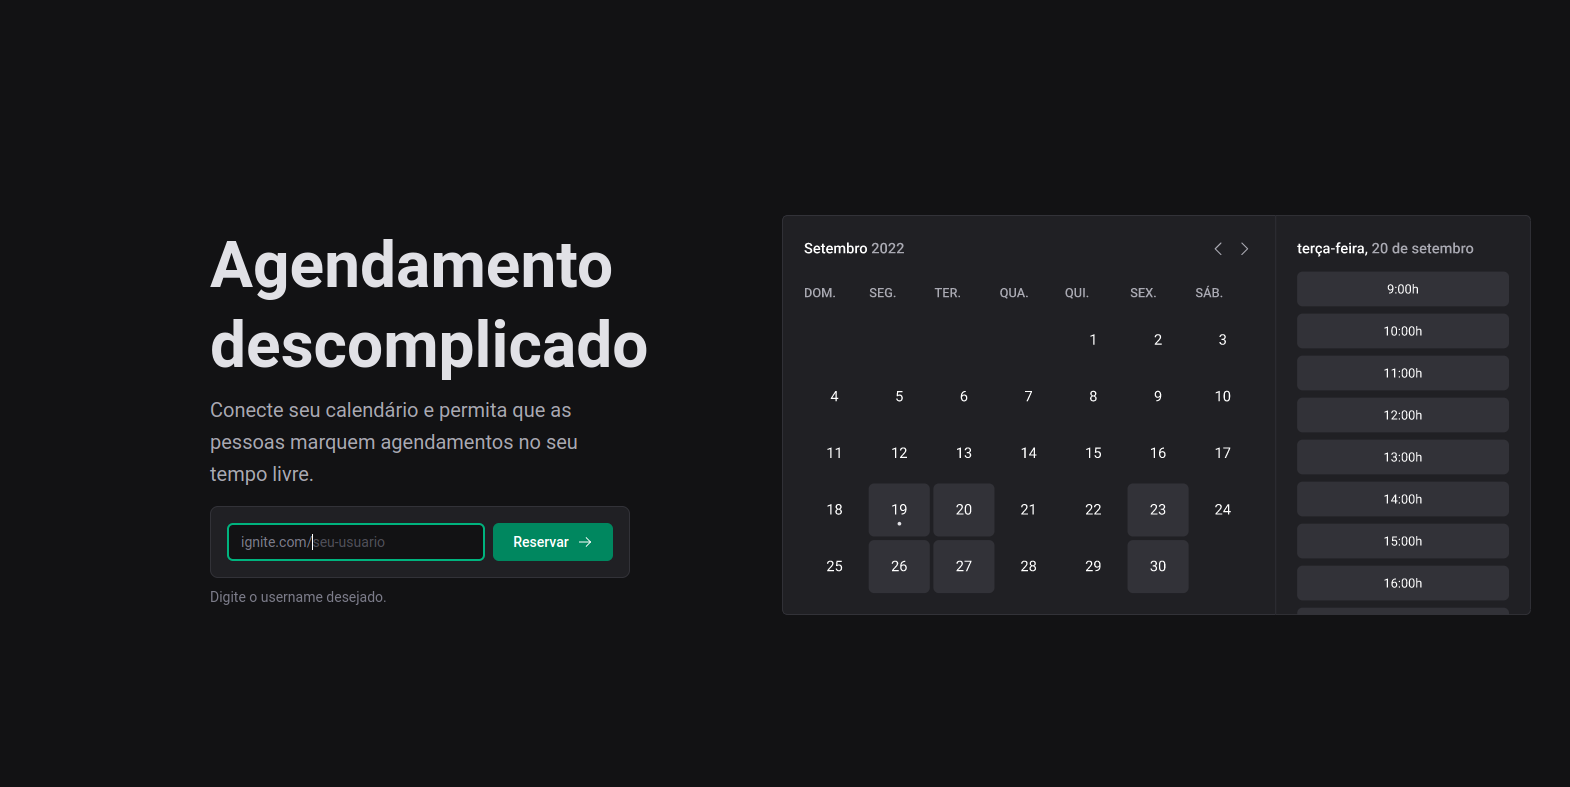 Agendamento
descomplicado
Conecte seu calendário e permita que as
pessoas marquem agendamentos no seu
tempo livre.
ignite.com/seu-usuario
Reservar
Digite o username desejado.
Setembro 2022
DOM. SEG. TER. QUA. QUI. SEX. SÁB.
1 2 3
4 5 6 7 8 9 10
11 12 13 14 15 16 17
18 19 20 21 22 23 24
25 26 27 28 29 30
terça-feira, 20 de setembro
9:00h
10:00h
11:00h
12:00h
13:00h
14:00h
15:00h
16:00h